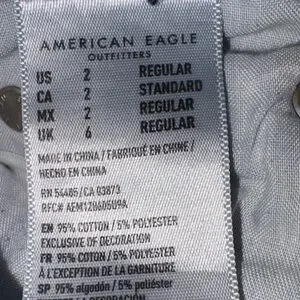 AMERICAN EAGLE
OUTFITTERS
US 2 REGULAR
CA 2 STANDARD
MX 2 REGULAR
UK 6 REGULAR
MADE IN CHINA / FABRIQUÉ EN CHINE /
HECHO EN CHINA
RN 54485/CA 03873
RFC# AEM12060509A
EN 95% COTTON / 5% POLYESTER
EXCLUSIVE OF DECORATION
FR 95% COTON / 5% POLYESTER
À L'EXCEPTION DE LA GARNITURE
SP 95% algodón / 5% poliéster